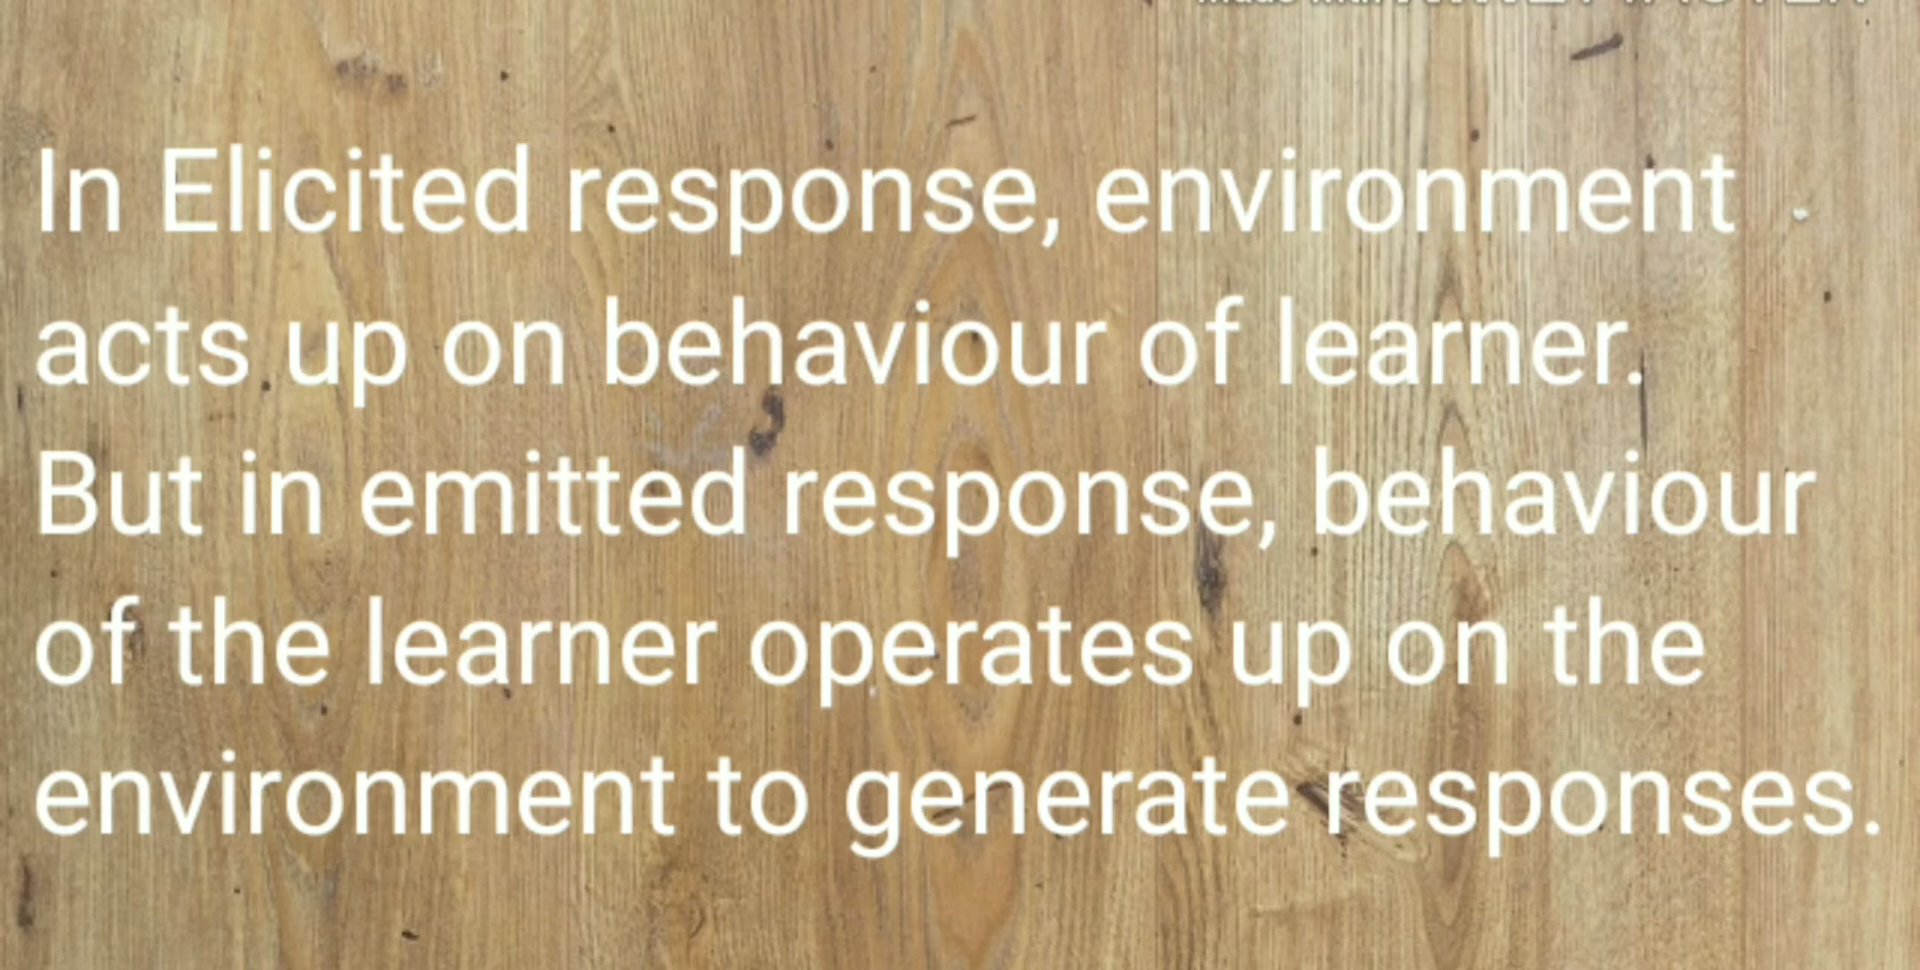 In Elicited response, environment
acts up on behaviour of learner.
But in emitted response, behaviour
of the learner operates up on the
environment to generate responses.